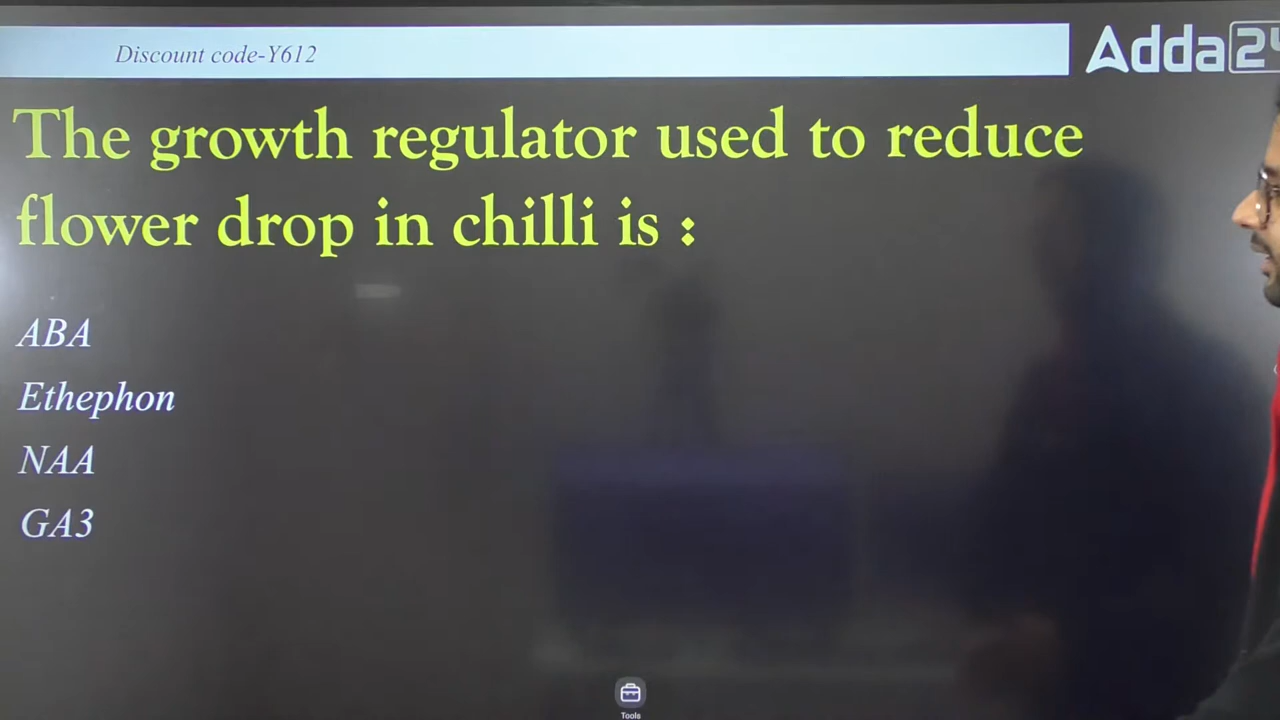 Discount code-Y612
Adda24
The growth regulator used to reduce
flower drop in chilli is :
ABA
Ethephon
NAA
GA3
Tools